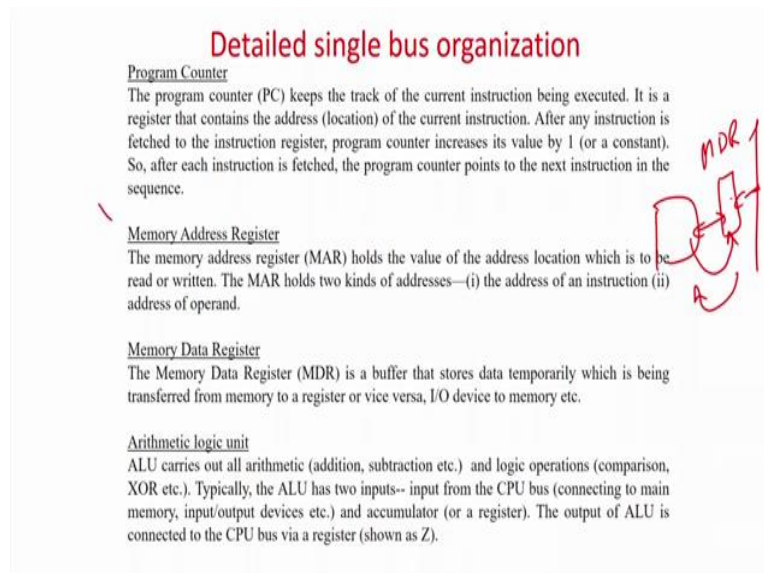 Detailed single bus organization
Program Counter
The program counter (PC) keeps the track of the current instruction being executed. It is a
register that contains the address (location) of the current instruction. After any instruction is
fetched to the instruction register, program counter increases its value by 1 (or a constant).
So, after each instruction is fetched, the program counter points to the next instruction in the
sequence.
MDR
Memory Address Register
The memory address register (MAR) holds the value of the address location which is to be
read or written. The MAR holds two kinds of addresses—(i) the address of an instruction (ii)
address of operand.
Memory Data Register
The Memory Data Register (MDR) is a buffer that stores data temporarily which is being
transferred from memory to a register or vice versa, I/O device to memory etc.
Arithmetic logic unit
ALU carries out all arithmetic (addition, subtraction etc.) and logic operations (comparison,
XOR etc.). Typically, the ALU has two inputs-- input from the CPU bus (connecting to main
memory, input/output devices etc.) and accumulator (or a register). The output of ALU is
connected to the CPU bus via a register (shown as Z).